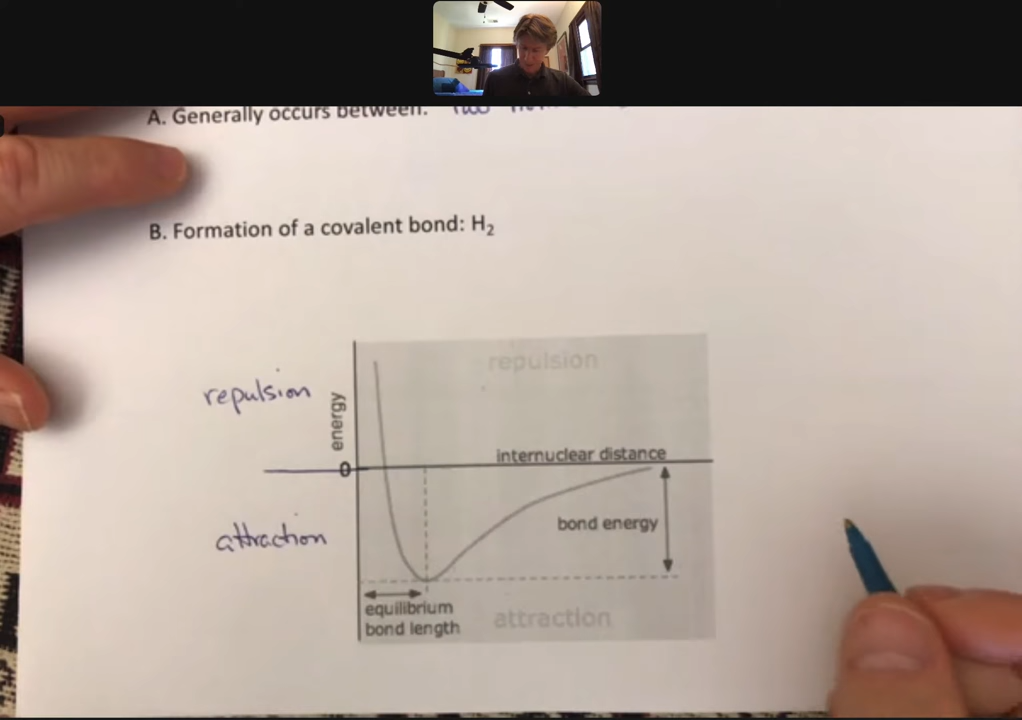 A. Generally occurs between:
B. Formation of a covalent bond: H₂
repulsion
repulsion
energy
internuclear distance
0
bond energy
attraction
equilibrium
bond length
attraction